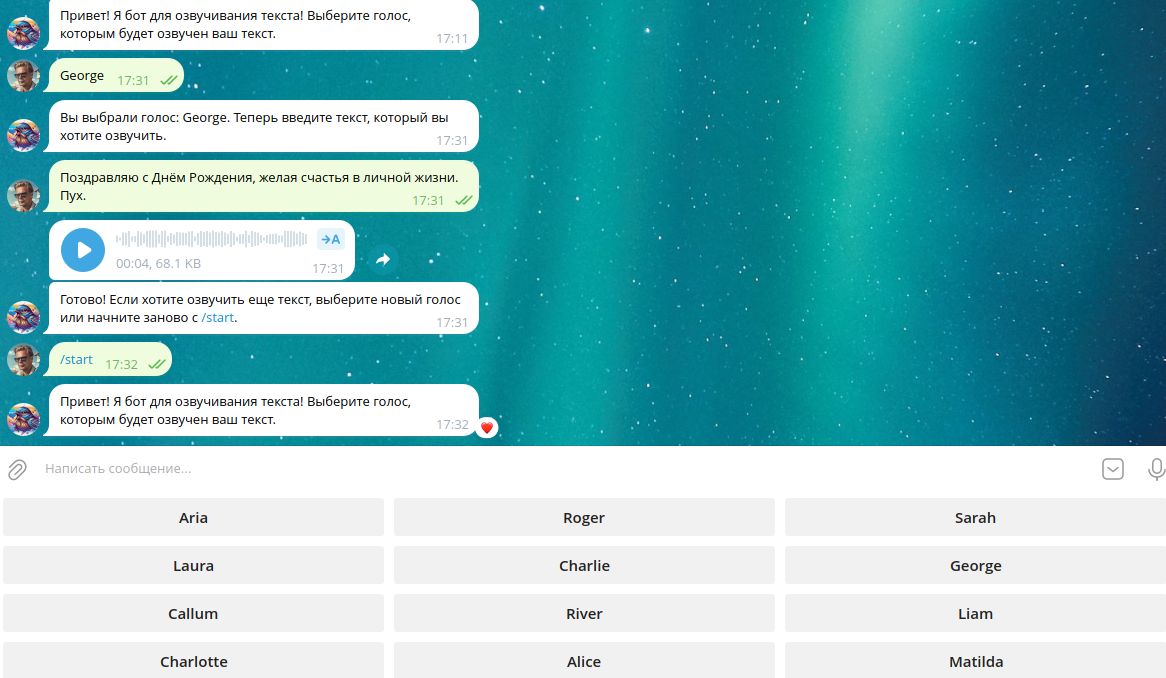 Привет! Я бот для озвучивания текста! Выберите голос,
которым будет озвучен ваш текст.
17:11
George
17:31
Вы выбрали голос: George. Теперь введите текст, который вы
хотите озвучить.
17:31
Поздравляю с Днём Рождения, желая счастья в личной жизни.
Пух.
17:31
→A
00:04, 68.1 KB
17:31
Готово! Если хотите озвучить еще текст, выберите новый голос
или начните заново с /start.
17:31
/start
17:32
Привет! Я бот для озвучивания текста! Выберите голос,
которым будет озвучен ваш текст.
17:32
Написать сообщение...
Aria
Roger
Sarah
Laura
Charlie
George
Callum
River
Liam
Charlotte
Alice
Matilda